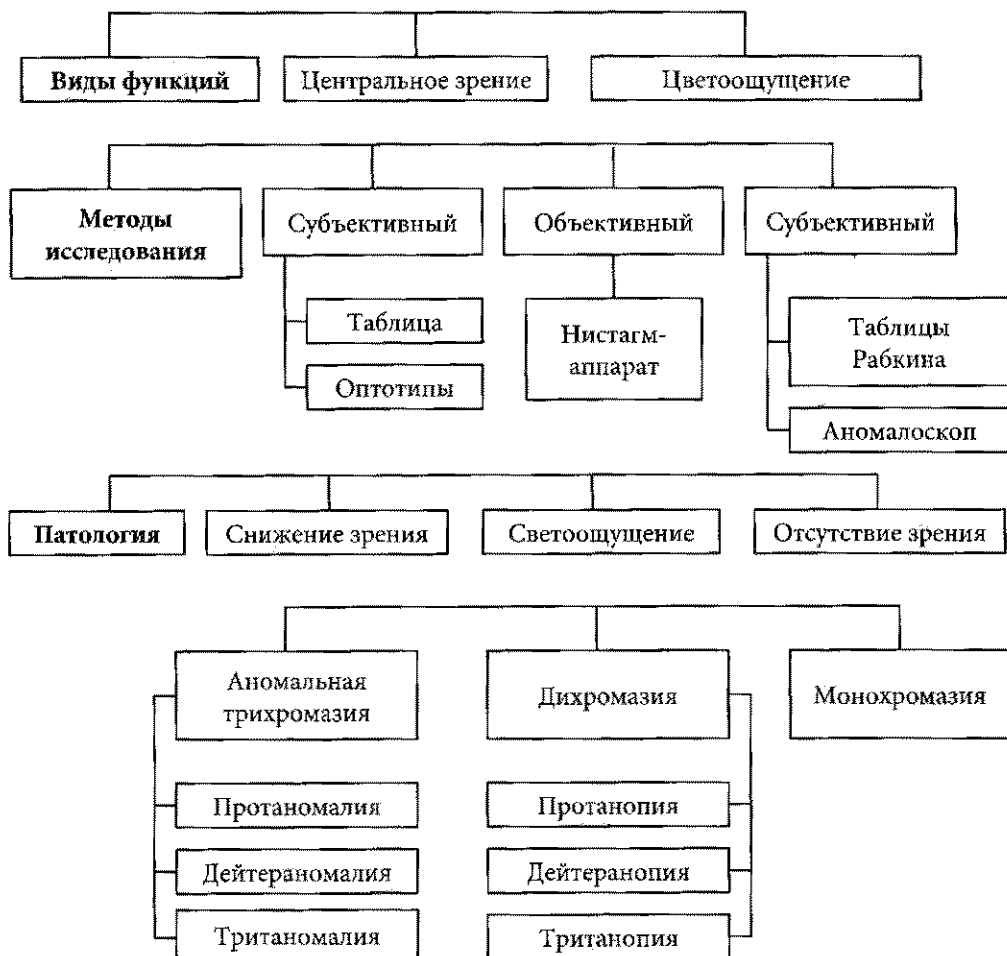 Виды функций
Центральное зрение
Цветоощущение
Методы
исследования
Субъективный
Объективный
Субъективный
Таблица
Оптотипы
Нистагм-
аппарат
Таблицы
Рабкина
Аномалоскоп
Патология
Снижение зрения
Светоощущение
Отсутствие зрения
Аномальная
трихромазия
Дихромазия
Монохромазия
Протаномалия
Протанопия
Дейтераномалия
Дейтеранопия
Тританомалия
Тританопия